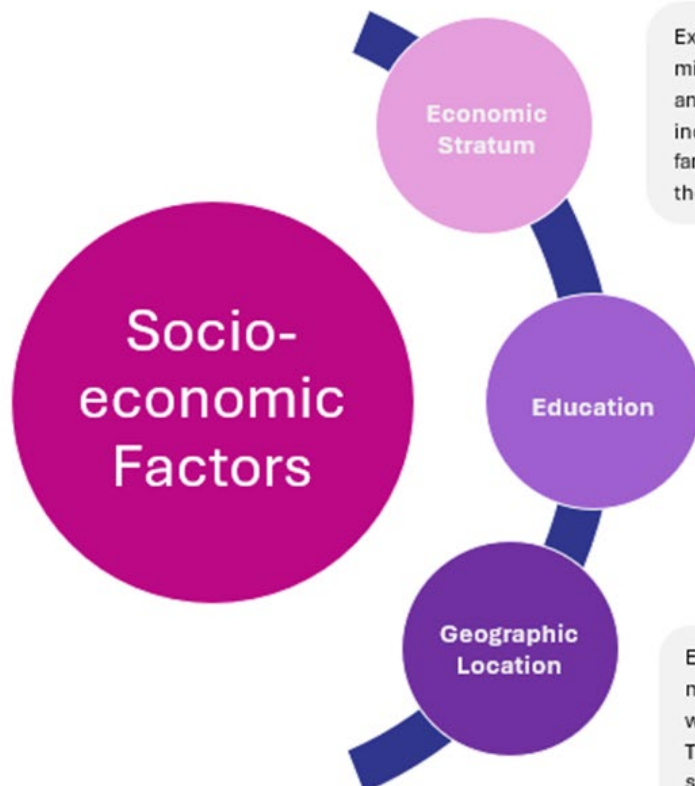 Economic
Stratum
Socio-
economic
Factors
Education
Geographic
Location